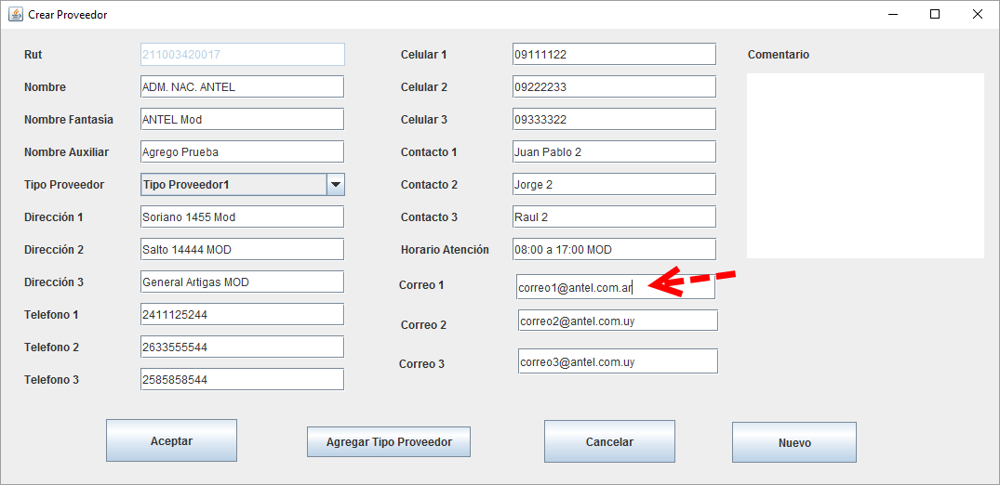 Crear Proveedor
Rut 211003420017
Nombre ADM. NAC. ANTEL
Nombre Fantasía ANTEL Mod
Nombre Auxiliar Agrego Prueba
Tipo Proveedor Tipo Proveedor1
Dirección 1 Soriano 1455 Mod
Dirección 2 Salto 14444 MOD
Dirección 3 General Artigas MOD
Telefono 1 2411125244
Telefono 2 2633555544
Telefono 3 2585858544
Celular 1 09111122
Celular 2 09222233
Celular 3 09333322
Contacto 1 Juan Pablo 2
Contacto 2 Jorge 2
Contacto 3 Raul 2
Horario Atención 08:00 a 17:00 MOD
Correo 1 correo1@antel.com.ar
Correo 2 correo2@antel.com.uy
Correo 3 correo3@antel.com.uy
Comentario
Aceptar Agregar Tipo Proveedor Cancelar Nuevo